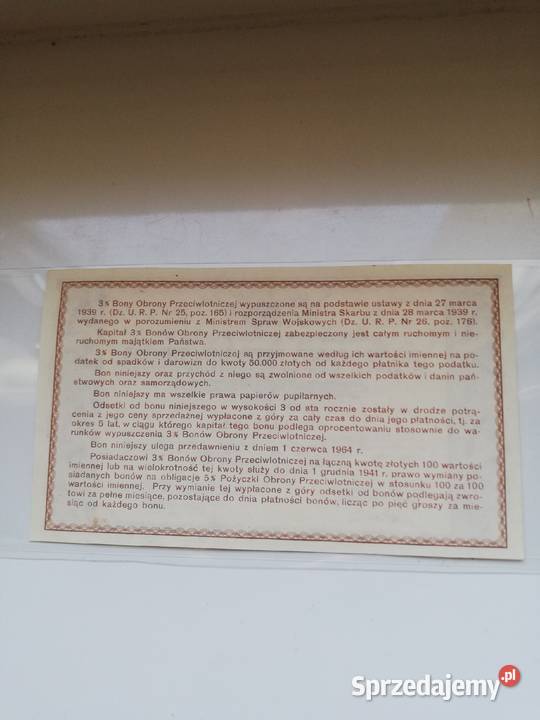 3% Bony Obrony Przeciwlotniczej wypuszczone są na podstawie ustawy z dnia 27 marca
1939 r. (Dz. U. R. P. Nr 25, poz. 165) i rozporządzenia Ministra Skarbu z dnia 28 marca 1939 r.
wydanego w porozumieniu z Ministrem Spraw Wojskowych (Dz. U. R. P. Nr 26, poz. 176).
Kapitał 3% Bonów Obrony Przeciwlotniczej zabezpieczony jest całym ruchomym i nie-
ruchomym majątkiem Państwa.
3% Bony Obrony Przeciwlotniczej są przyjmowane według ich wartości imiennej na po-
datek od spadków i darowizn do kwoty 50.000 złotych od każdego płatnika tego podatku.
Bon niniejszy oraz przychód z niego są zwolnione od wszelkich podatków i danin pań-
stwowych oraz samorządowych.
Bon niniejszy ma wszelkie prawa papierów pupilarnych.
Odsetki od bonu niniejszego w wysokości 3 od sta rocznie zostały w drodze potrą-
cenia z jego ceny sprzedażnej wypłacone z góry za cały czas do dnia jego płatności, tj. za
okres 5 lat, w ciągu którego kapitał tego bonu podlega oprocentowaniu stosownie do wa-
runków wypuszczenia 3% Bonów Obrony Przeciwlotniczej.
Bon niniejszy ulega przedawnieniu z dniem 1 czerwca 1964 r.
Posiadaczowi 3% Bonów Obrony Przeciwlotniczej na łączną kwotę złotych 100 wartości
imiennej lub na wielokrotność tej kwoty służy do dnia 1 grudnia 1941 r. prawo wymiany po-
siadanych bonów na obligacje 5% Pożyczki Obrony Przeciwlotniczej w stosunku 100 za 100
wartości imiennej. Przy wymianie tej wypłacone z góry odsetki od bonów podlegają zwro-
towi za pełne miesiące, pozostające do dnia płatności bonów, licząc po pięć groszy za mie-
siąc od każdego bonu.
Sprzedajemy.pl